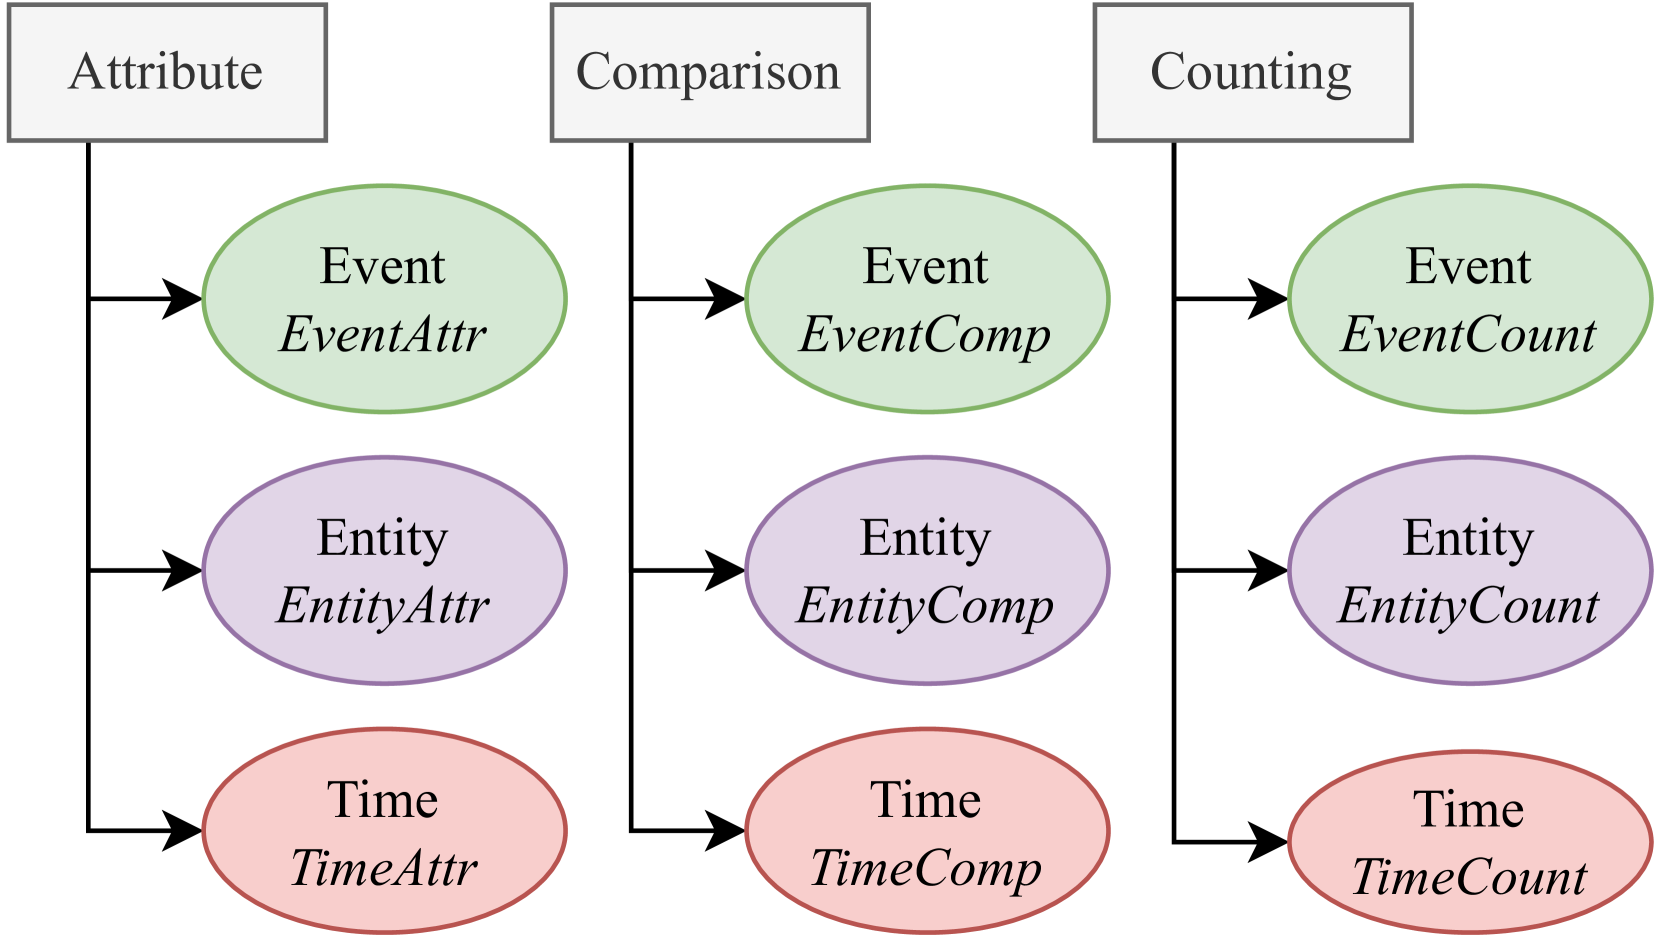 Attribute
Event
EventAttr
Entity
EntityAttr
Time
TimeAttr
Comparison
Event
EventComp
Entity
EntityComp
Time
TimeComp
Counting
Event
EventCount
Entity
EntityCount
Time
TimeCount